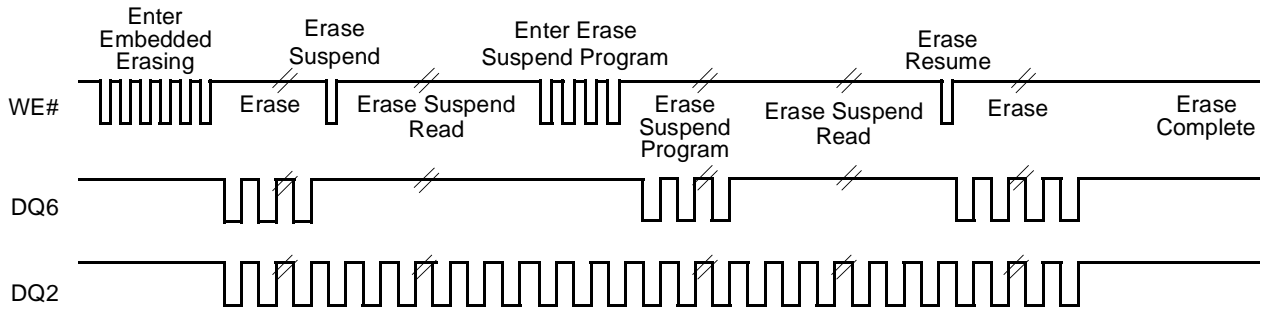 Enter
Embedded
Erasing
Erase
Suspend
Enter Erase
Suspend Program
Erase
Resume
WE#
Erase
Erase Suspend
Read
Erase
Suspend
Program
Erase Suspend
Read
Erase
Erase
Complete
DQ6
DQ2